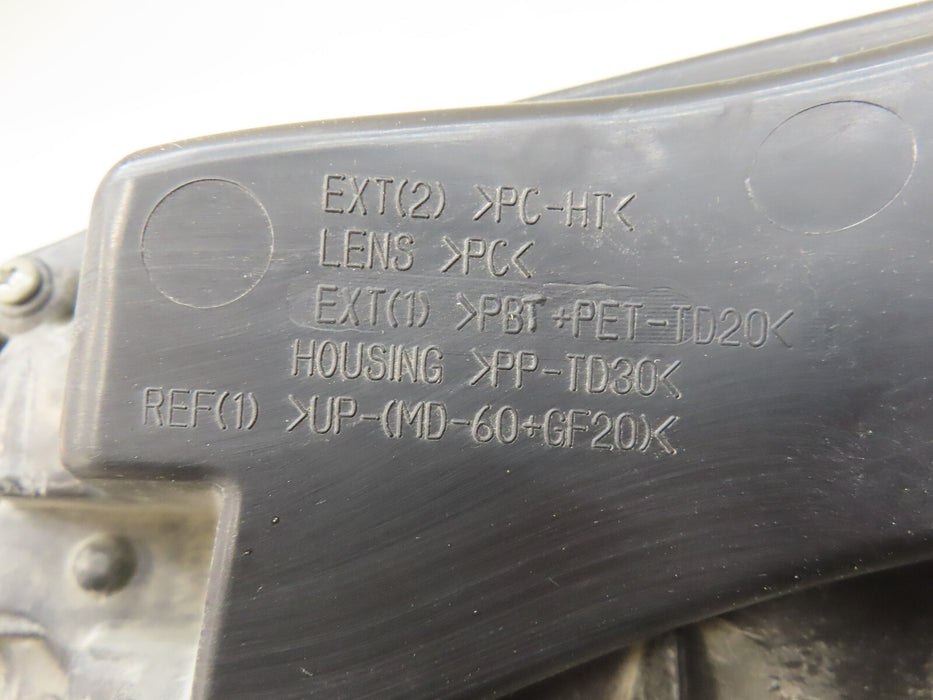 EXT(2) >PC-HT<
LENS >PC<
EXT(1) >PBT+PET-TD20<
HOUSING >PP-TD30<
REF(1) >UP-(MD-60+GF20)<